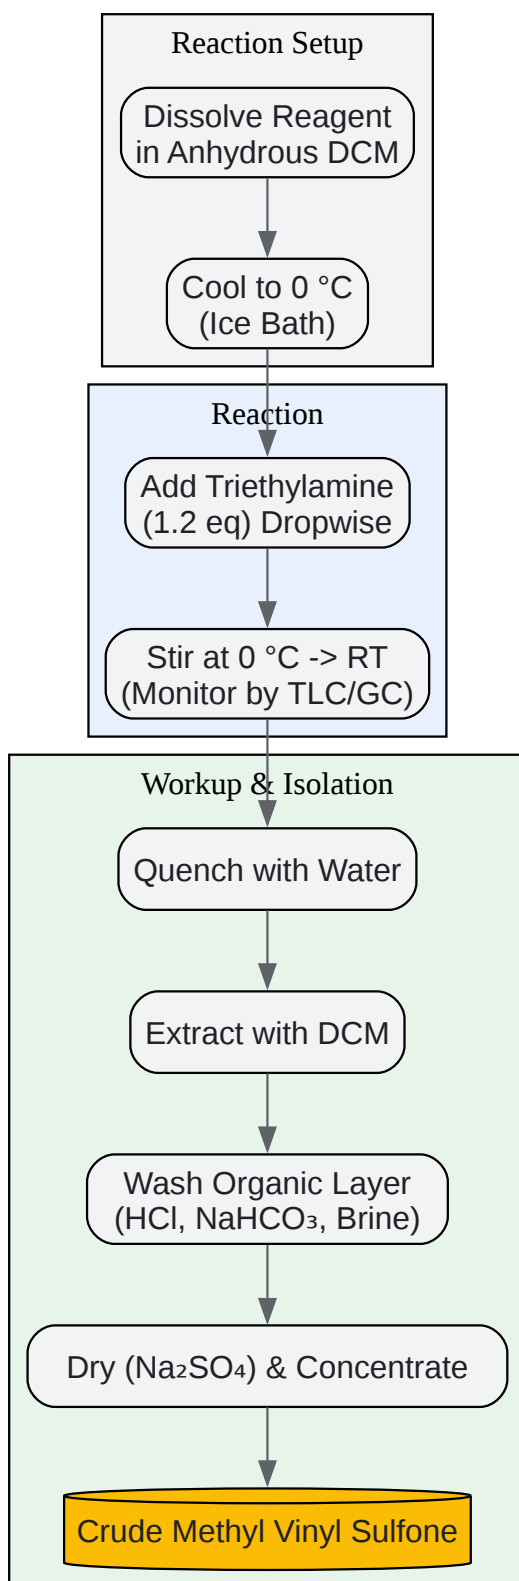 Reaction Setup
Dissolve Reagent
in Anhydrous DCM
Cool to 0 °C
(Ice Bath)
Reaction
Add Triethylamine
(1.2 eq) Dropwise
Stir at 0 °C -> RT
(Monitor by TLC/GC)
Workup & Isolation
Quench with Water
Extract with DCM
Wash Organic Layer
(HCl, NaHCO₃, Brine)
Dry (Na₂SO₄) & Concentrate
Crude Methyl Vinyl Sulfone